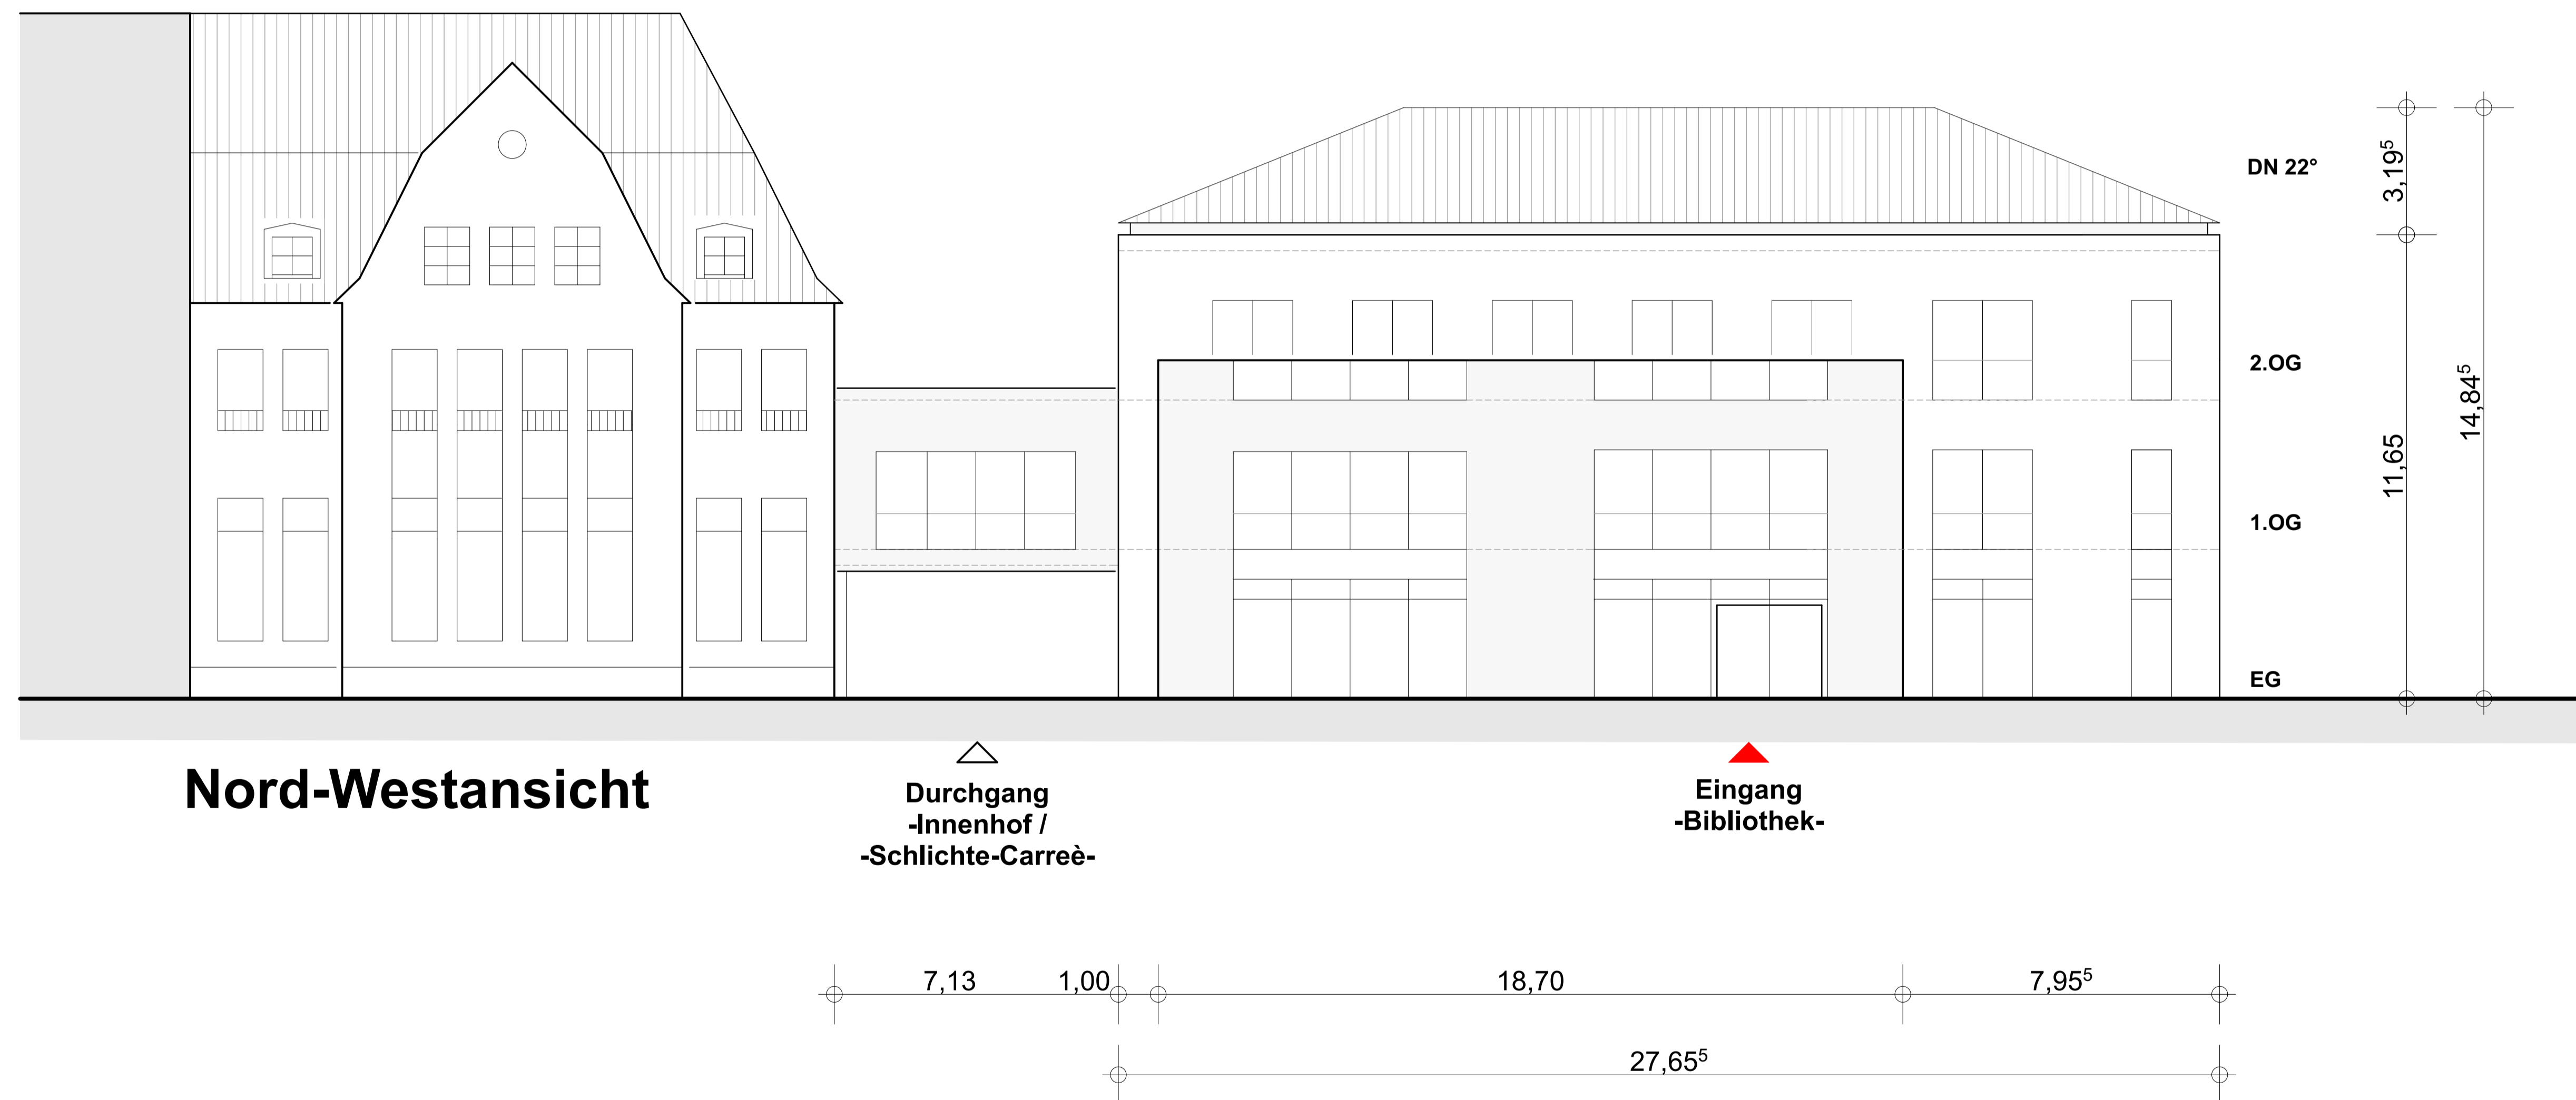 DN 22°
3,19⁵
2.OG
14,84⁵
11,65
1.OG
EG
Nord-Westansicht
Durchgang
-Innenhof /
-Schlichte-Carreè-
Eingang
-Bibliothek-
7,13
1,00
18,70
7,95⁵
27,65⁵